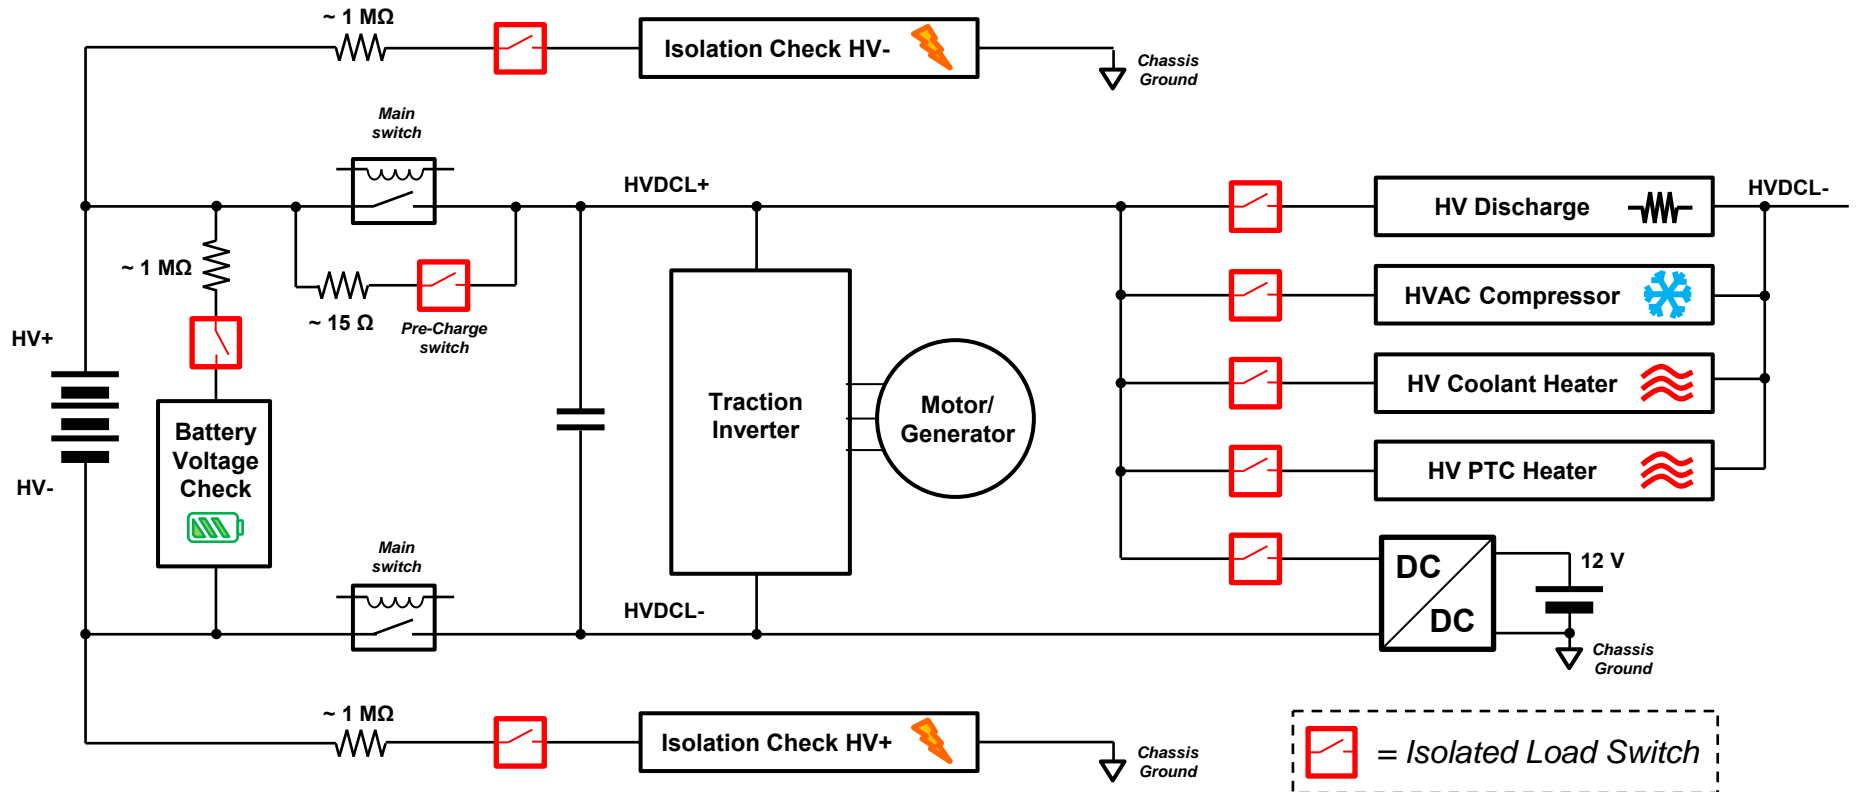 ~ 1 MΩ
Isolation Check HV-
Chassis
Ground
Main
switch
HVDCL+
HV Discharge
HVDCL-
~ 1 MΩ
~ 15 Ω
Pre-Charge
switch
HVAC Compressor
HV+
HV-
Battery
Voltage
Check
Traction
Inverter
Motor/
Generator
HV Coolant Heater
HV PTC Heater
Main
switch
HVDCL-
DC
DC
12 V
Chassis
Ground
~ 1 MΩ
Isolation Check HV+
Chassis
Ground
= Isolated Load Switch